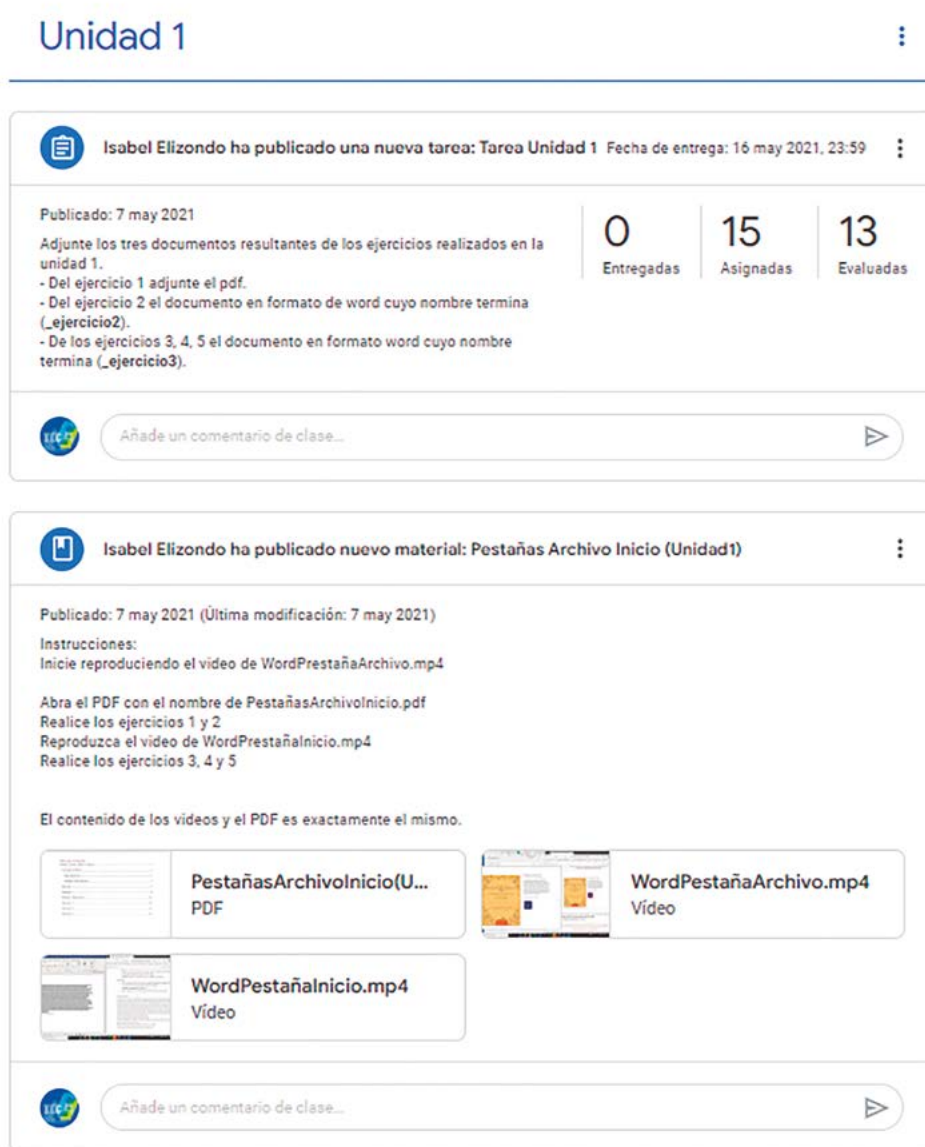 Unidad 1
Isabel Elizondo ha publicado una nueva tarea: Tarea Unidad 1 Fecha de entrega: 16 may 2021, 23:59
Publicado: 7 may 2021
Adjunte los tres documentos resultantes de los ejercicios realizados en la
unidad 1.
- Del ejercicio 1 adjunte el pdf.
- Del ejercicio 2 el documento en formato de word cuyo nombre termina
(_ejercicio2).
- De los ejercicios 3, 4, 5 el documento en formato word cuyo nombre
termina (_ejercicio3).
0 15 13
Entregadas Asignadas Evaluadas
Añade un comentario de clase...
Isabel Elizondo ha publicado nuevo material: Pestañas Archivo Inicio (Unidad1)
Publicado: 7 may 2021 (Última modificación: 7 may 2021)
Instrucciones:
Inicie reproduciendo el video de WordPrestañaArchivo.mp4
Abra el PDF con el nombre de PestañasArchivoInicio.pdf
Realice los ejercicios 1 y 2
Reproduzca el video de WordPrestañaInicio.mp4
Realice los ejercicios 3, 4 y 5
El contenido de los videos y el PDF es exactamente el mismo.
PestañasArchivoInicio(U...
PDF
WordPestañaArchivo.mp4
Vídeo
WordPestañaInicio.mp4
Vídeo
Añade un comentario de clase...